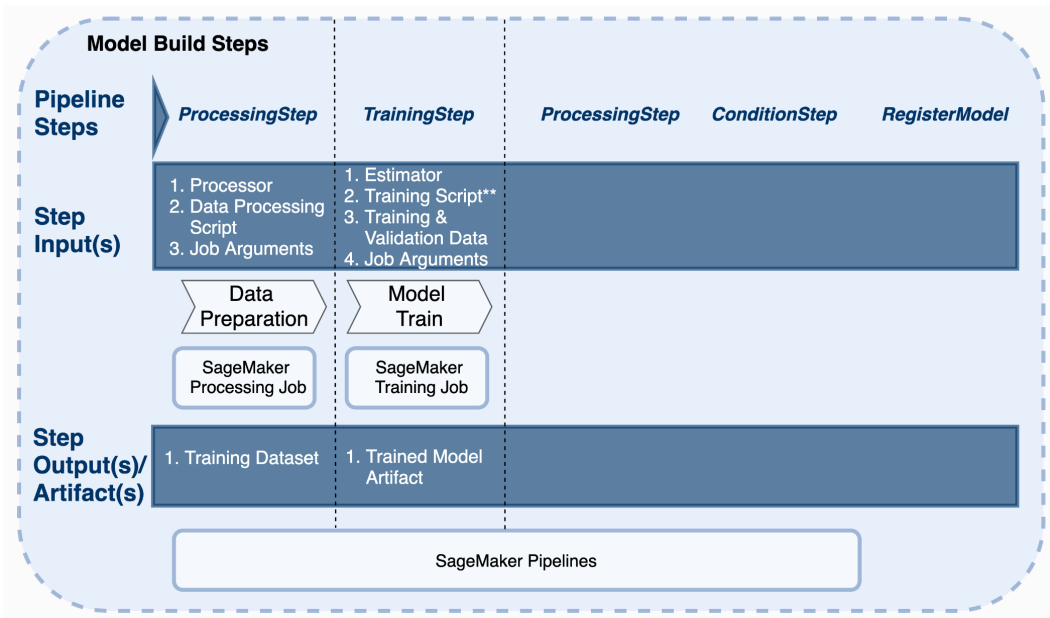 Model Build Steps
Pipeline
Steps
ProcessingStep
TrainingStep
ProcessingStep
ConditionStep
RegisterModel
Step
Input(s)
1. Processor
2. Data Processing
Script
3. Job Arguments
1. Estimator
2. Training Script**
3. Training &
Validation Data
4. Job Arguments
Data
Preparation
Model
Train
SageMaker
Processing Job
SageMaker
Training Job
Step
Output(s)/
Artifact(s)
1. Training Dataset
1. Trained Model
Artifact
SageMaker Pipelines